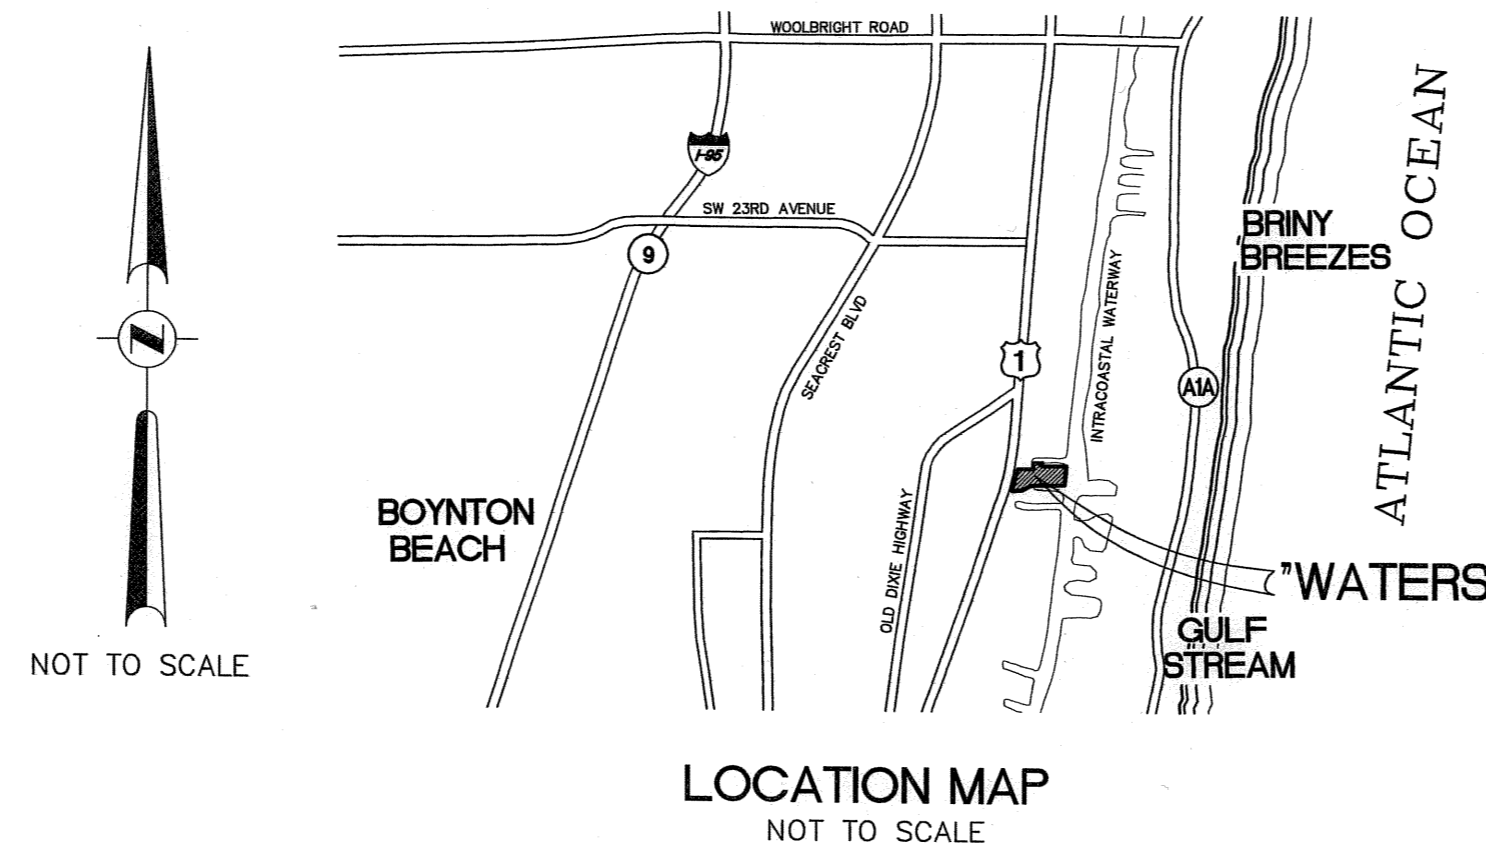 WOOLBRIGHT ROAD
I-95
SW 23RD AVENUE
9
BRINY
BREEZES
ATLANTIC OCEAN
INTRACOASTAL WATERWAY
SEACREST BLVD
1
A1A
N
BOYNTON
BEACH
OLD DIXIE HIGHWAY
"WATERS
GULF
STREAM
NOT TO SCALE
LOCATION MAP
NOT TO SCALE